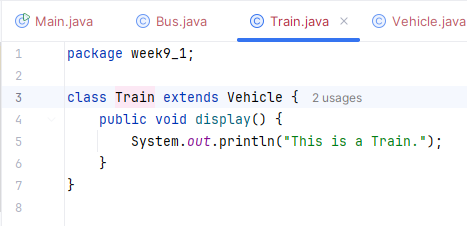 Main.java Bus.java Train.java Vehicle.java
1 package week9_1;
2
3 class Train extends Vehicle { 2 usages
4 public void display() {
5 System.out.println("This is a Train.");
6 }
7 }
8